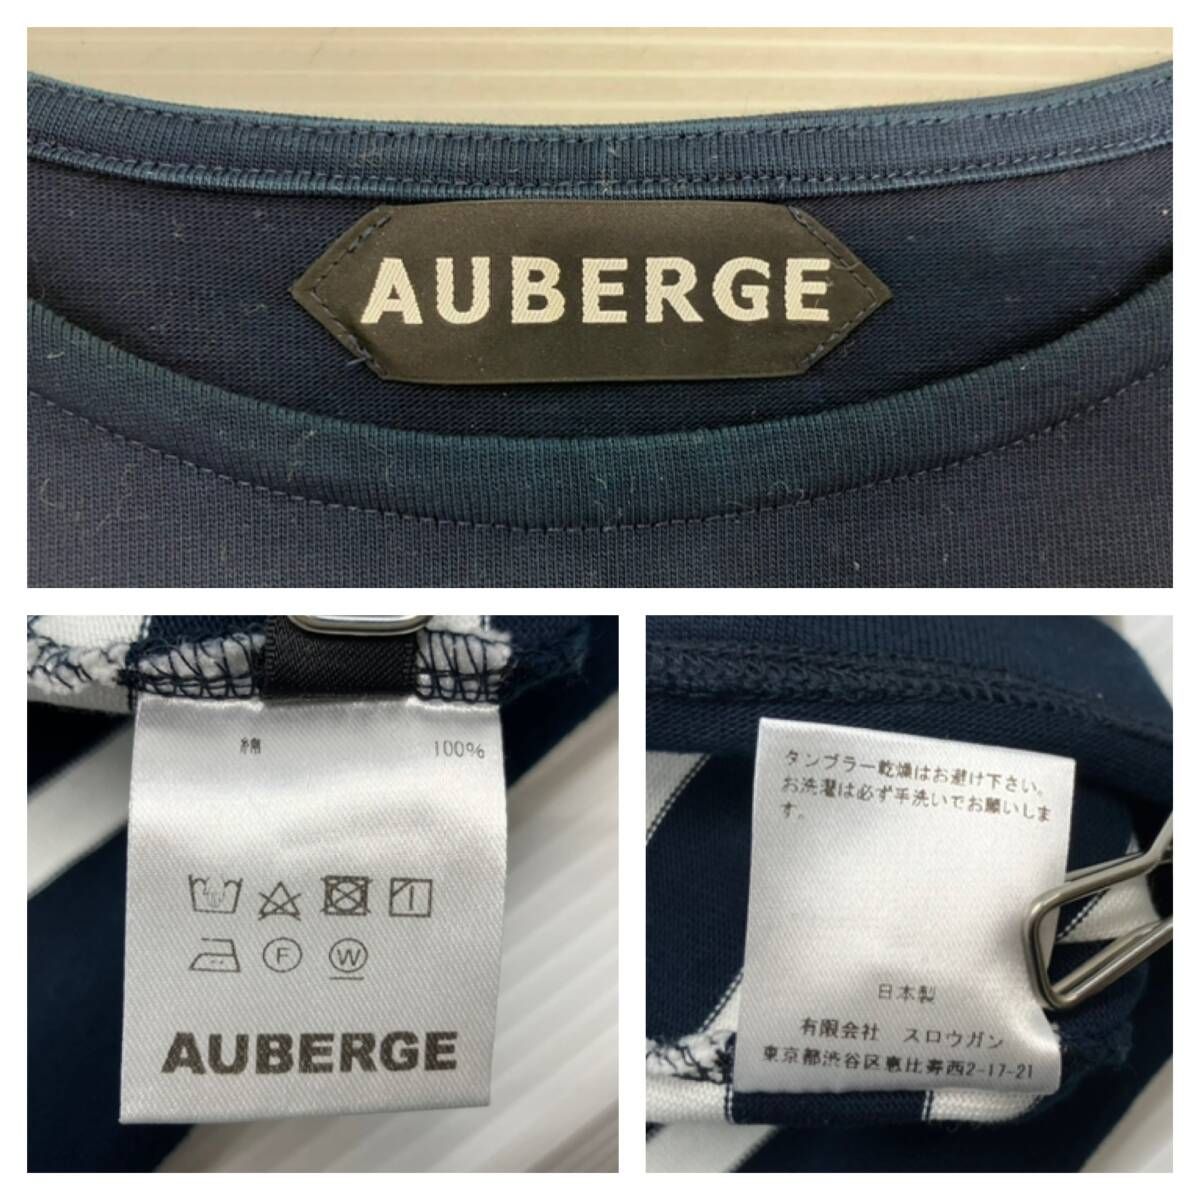 AUBERGE
綿 100%
F W
AUBERGE
タンブラー乾燥はお避け下さい。
お洗濯は必ず手洗いでお願いしま
す。
日本製
有限会社 スロウガン
東京都渋谷区恵比寿西2-17-21